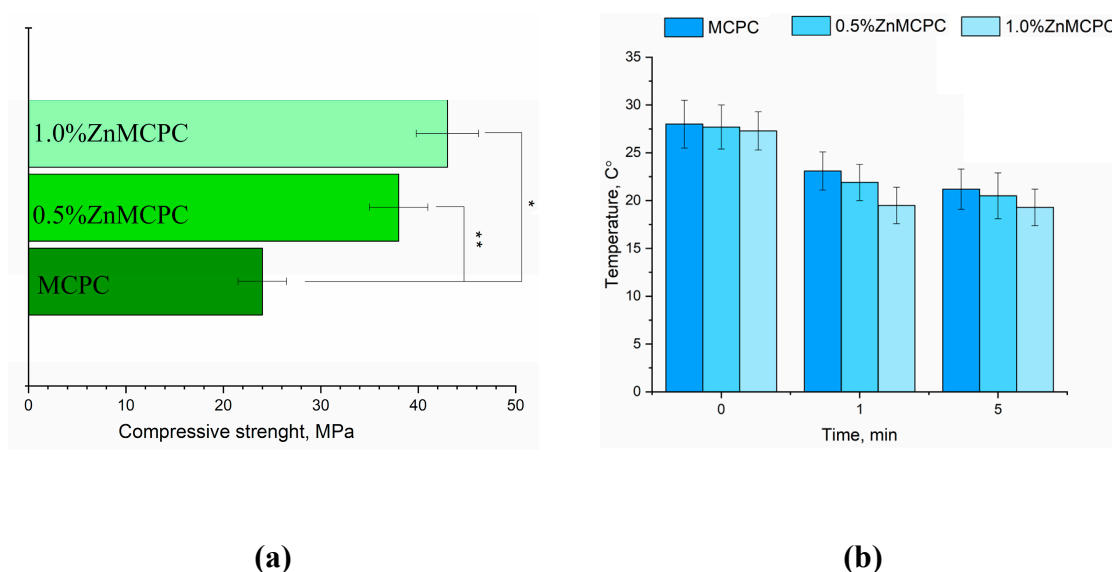 1.0%ZnMCPC
*
0.5%ZnMCPC
**
MCPC
0 10 20 30 40 50
Compressive strenght, MPa
(a)
MCPC 0.5%ZnMCPC 1.0%ZnMCPC
35
30
25
20
15
10
5
0
Temperature, C°
0 1 5
Time, min
(b)